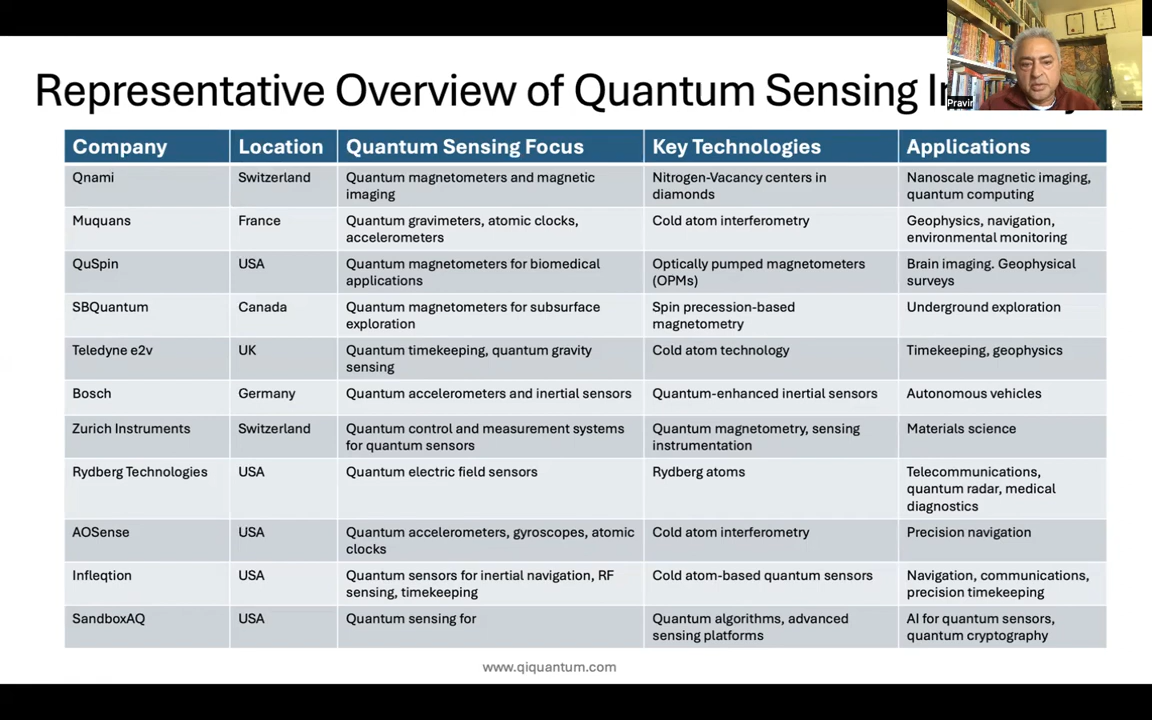 Representative Overview of Quantum Sensing
Pravir
Company Location Quantum Sensing Focus Key Technologies Applications
Qnami Switzerland Quantum magnetometers and magnetic imaging Nitrogen-Vacancy centers in diamonds Nanoscale magnetic imaging, quantum computing
Muquans France Quantum gravimeters, atomic clocks, accelerometers Cold atom interferometry Geophysics, navigation, environmental monitoring
QuSpin USA Quantum magnetometers for biomedical applications Optically pumped magnetometers (OPMs) Brain imaging. Geophysical surveys
SBQuantum Canada Quantum magnetometers for subsurface exploration Spin precession-based magnetometry Underground exploration
Teledyne e2v UK Quantum timekeeping, quantum gravity sensing Cold atom technology Timekeeping, geophysics
Bosch Germany Quantum accelerometers and inertial sensors Quantum-enhanced inertial sensors Autonomous vehicles
Zurich Instruments Switzerland Quantum control and measurement systems for quantum sensors Quantum magnetometry, sensing instrumentation Materials science
Rydberg Technologies USA Quantum electric field sensors Rydberg atoms Telecommunications, quantum radar, medical diagnostics
AOSense USA Quantum accelerometers, gyroscopes, atomic clocks Cold atom interferometry Precision navigation
Infleqtion USA Quantum sensors for inertial navigation, RF sensing, timekeeping Cold atom-based quantum sensors Navigation, communications, precision timekeeping
SandboxAQ USA Quantum sensing for Quantum algorithms, advanced sensing platforms AI for quantum sensors, quantum cryptography
www.qiquantum.com